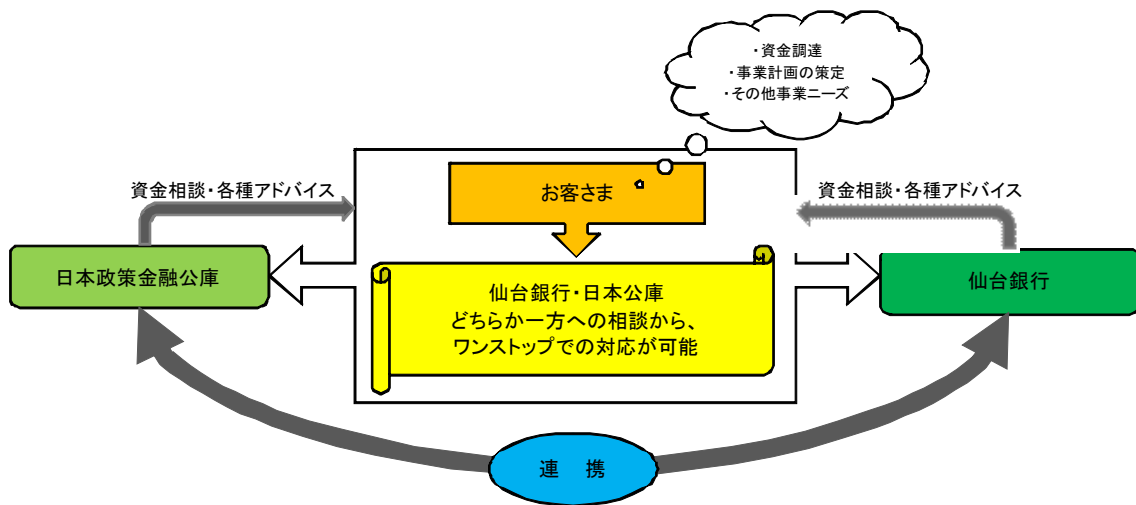 ・資金調達
・事業計画の策定
・その他事業ニーズ
お客さま
資金相談・各種アドバイス
資金相談・各種アドバイス
日本政策金融公庫
仙台銀行・日本公庫
どちらか一方への相談から、
ワンストップでの対応が可能
仙台銀行
連 携